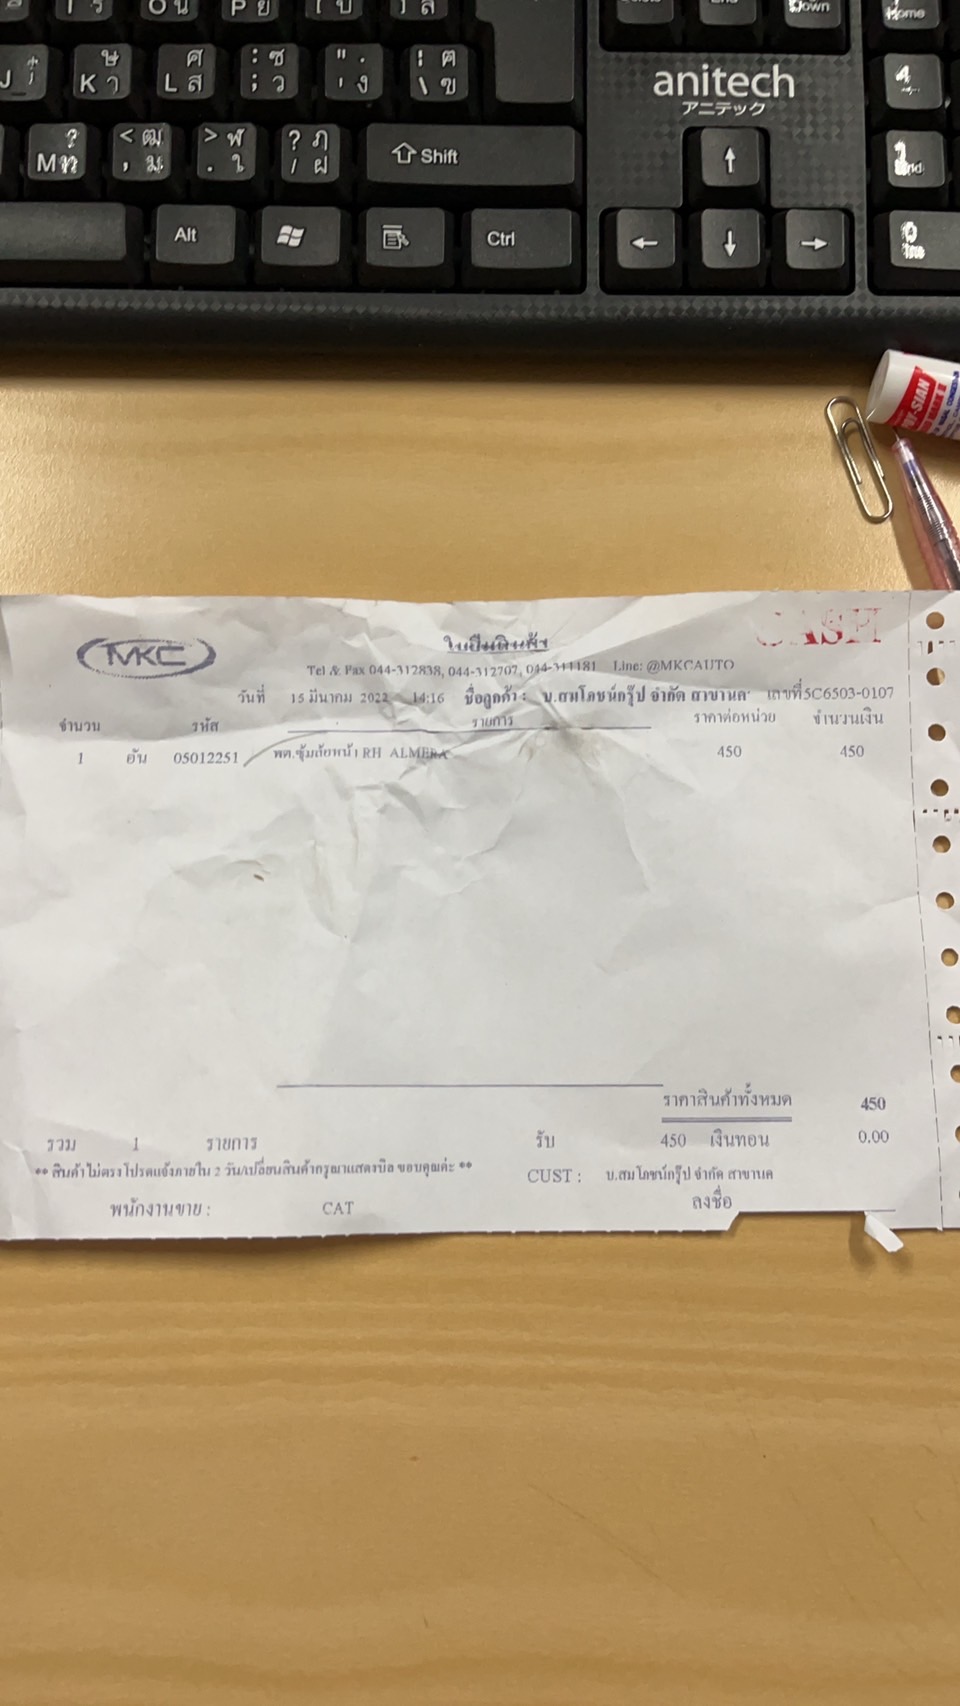 anitech
アニテック
Shift
Alt
Ctrl
CASH
MKC
ใบยืนยันสั่ง
Tel & Fax 044-312838, 044-312707, 044-311181 Line: @MKCAUTO
วันที่ 15 มีนาคม 2022 14:16 ชื่อลูกค้า : บ.สมโภชน์กรุ๊ป จำกัด สาขานค เลขที่ 5C6503-0107
จำนวน รหัส รายการ ราคาต่อหน่วย จำนวนเงิน
1 อัน 05012251 พต.ซุ้มล้อหน้า RH ALMERA 450 450
ราคาสินค้าทั้งหมด 450
รวม 1 รายการ รับ 450 เงินทอน 0.00
** สินค้าไม่ตรงโปรดแจ้งภายใน 2 วัน/เปลี่ยนสินค้ากรุณาแสดงบิล ขอบคุณค่ะ ** CUST : บ.สมโภชน์กรุ๊ป จำกัด สาขานค
พนักงานขาย : CAT ลงชื่อ